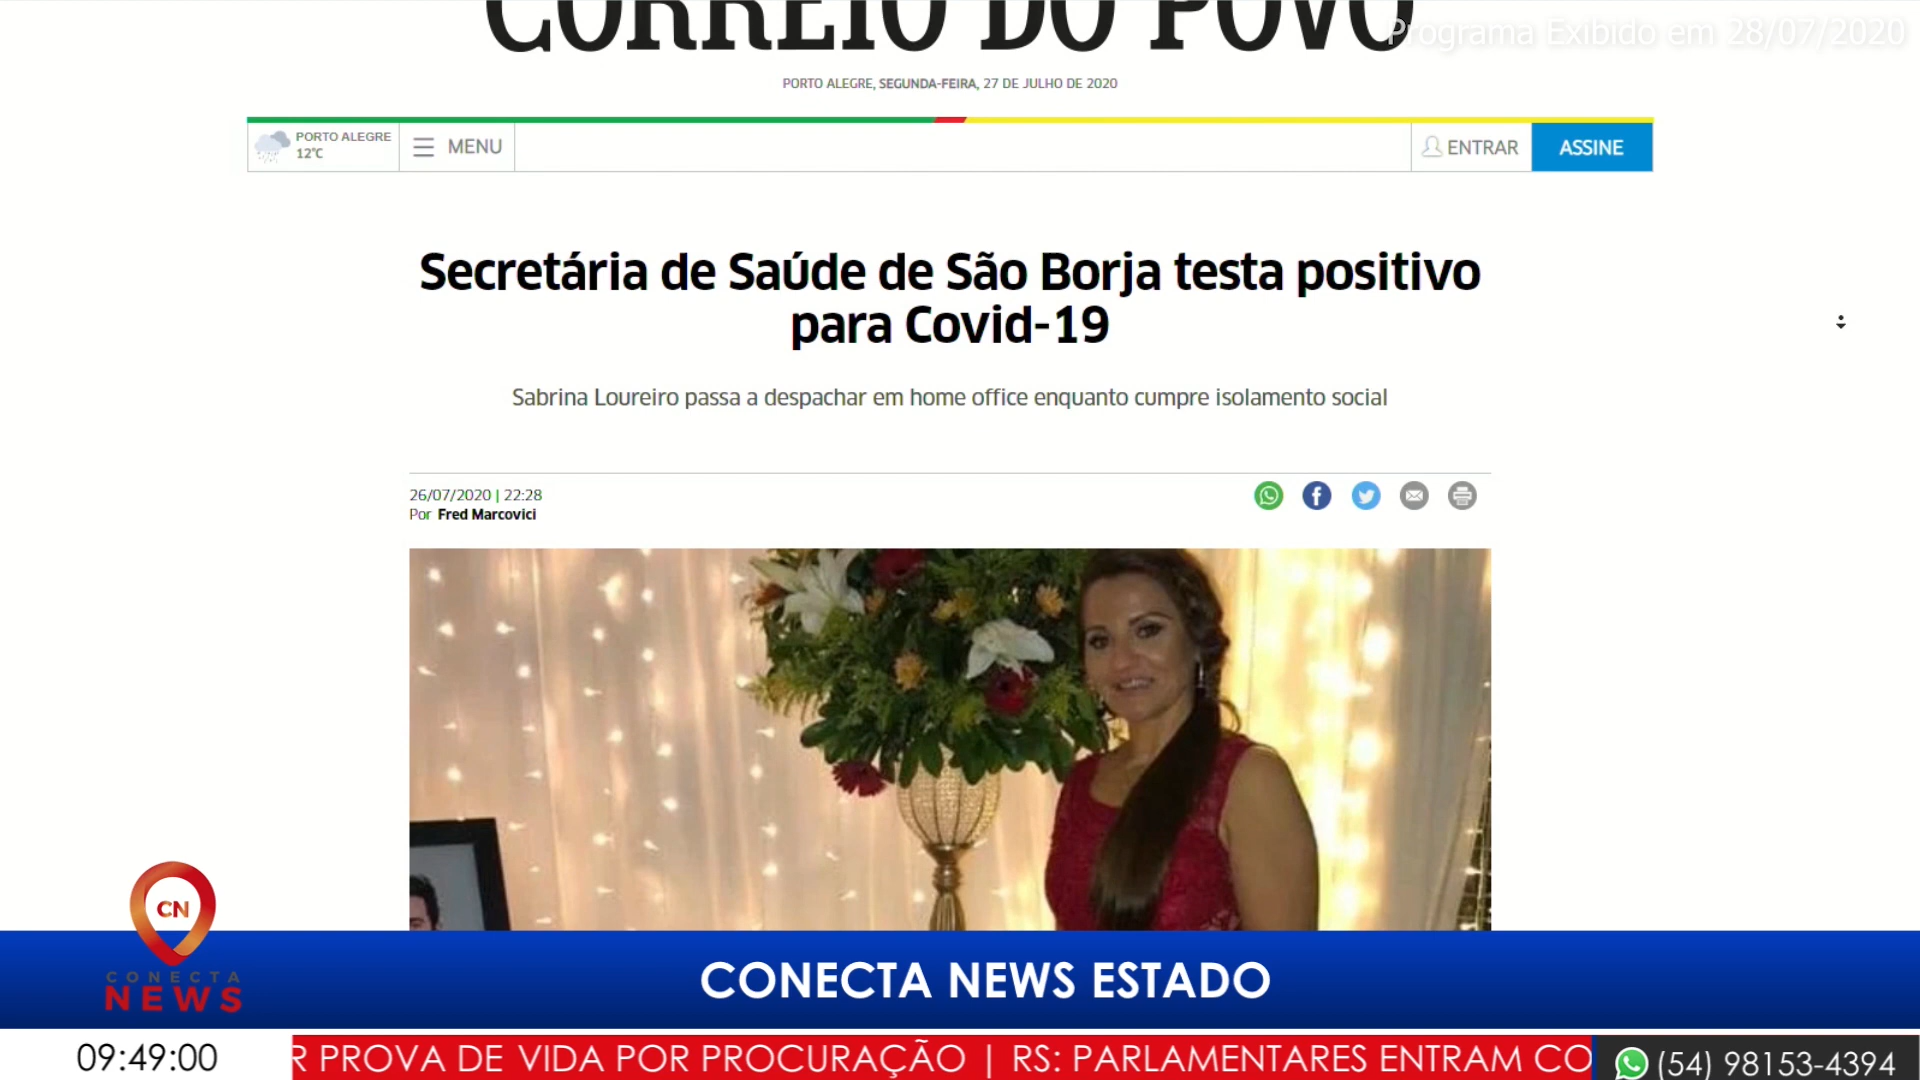 CORREIO DO POVO
Programa Exibido em 28/07/2020
PORTO ALEGRE, SEGUNDA-FEIRA, 27 DE JULHO DE 2020
PORTO ALEGRE
12°C
MENU
ENTRAR
ASSINE
Secretária de Saúde de São Borja testa positivo
para Covid-19
Sabrina Loureiro passa a despachar em home office enquanto cumpre isolamento social
26/07/2020 | 22:28
Por Fred Marcovici
CN
CONECTA
NEWS
CONECTA NEWS ESTADO
09:49:00
R PROVA DE VIDA POR PROCURAÇÃO | RS: PARLAMENTARES ENTRAM CO
(54) 98153-4394